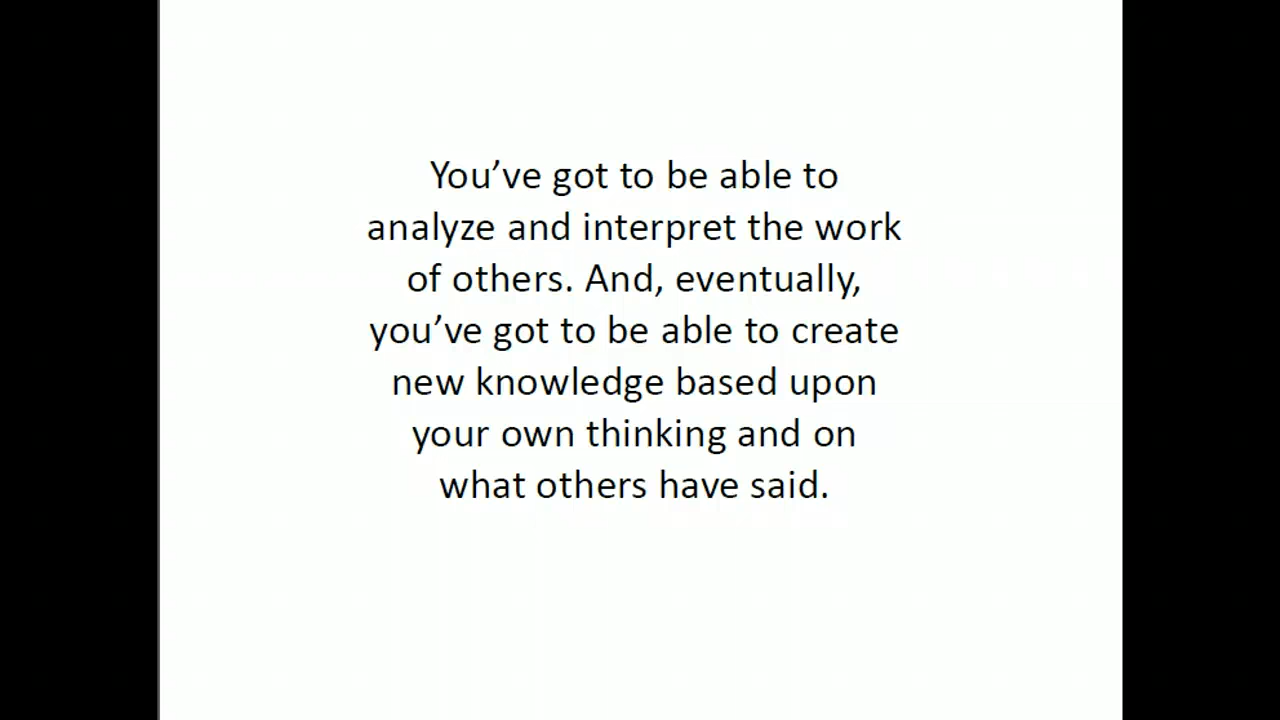 You’ve got to be able to
analyze and interpret the work
of others. And, eventually,
you’ve got to be able to create
new knowledge based upon
your own thinking and on
what others have said.